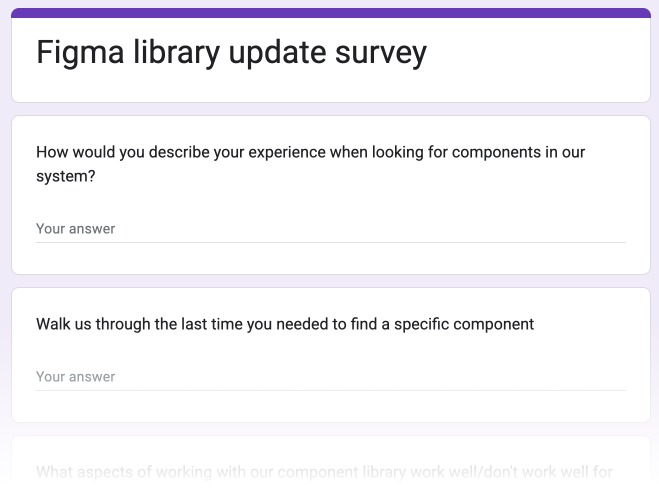 Figma library update survey
How would you describe your experience when looking for components in our
system?
Your answer
Walk us through the last time you needed to find a specific component
Your answer
What aspects of working with our component library work well/don't work well for